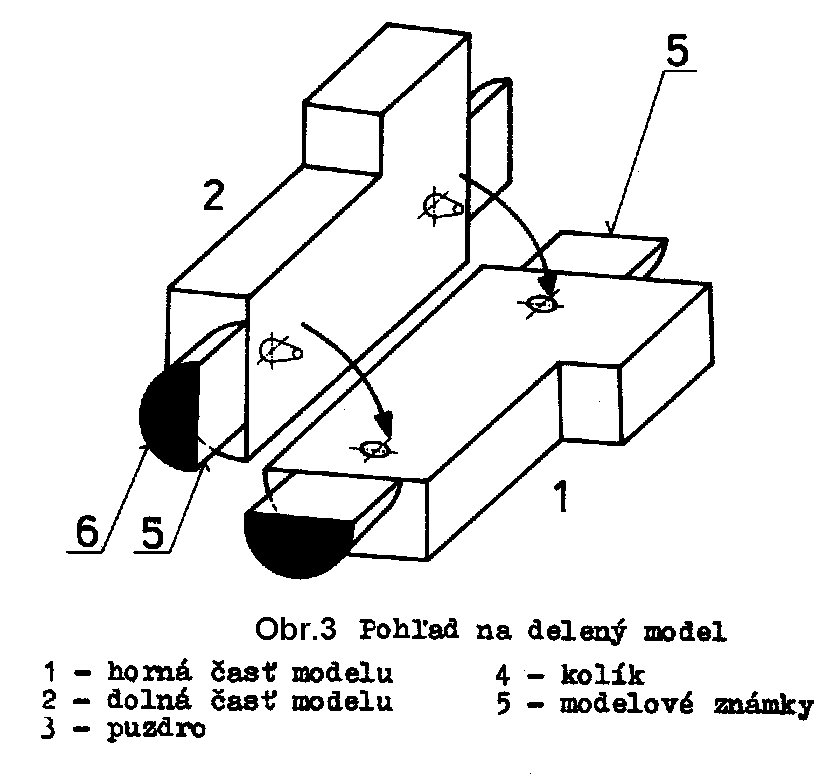 5
2
6 5
1
Obr.3 Pohľad na delený model
1 – horná časť modelu
2 – dolná časť modelu
3 – puzdro
4 – kolík
5 – modelové známky